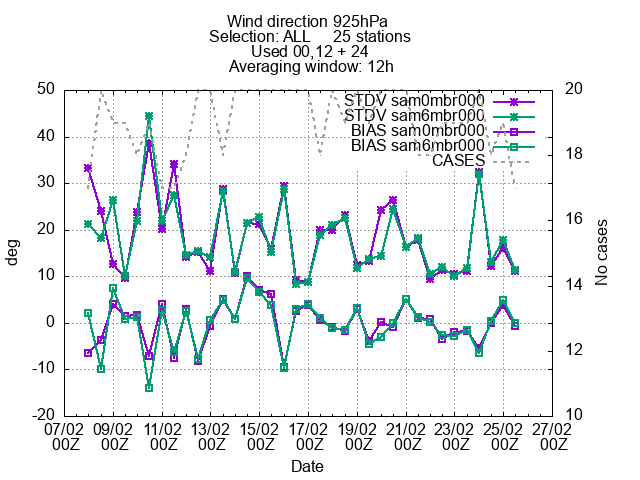 Wind direction 925hPa
Selection: ALL 25 stations
Used 00,12 + 24
Averaging window: 12h
STDV sam0mbr000
STDV sam6mbr000
BIAS sam0mbr000
BIAS sam6mbr000
CASES
50
40
30
20
10
0
-10
-20
deg
20
18
16
14
12
10
No cases
07/02 09/02 11/02 13/02 15/02 17/02 19/02 21/02 23/02 25/02 27/02
00Z 00Z 00Z 00Z 00Z 00Z 00Z 00Z 00Z 00Z 00Z
Date